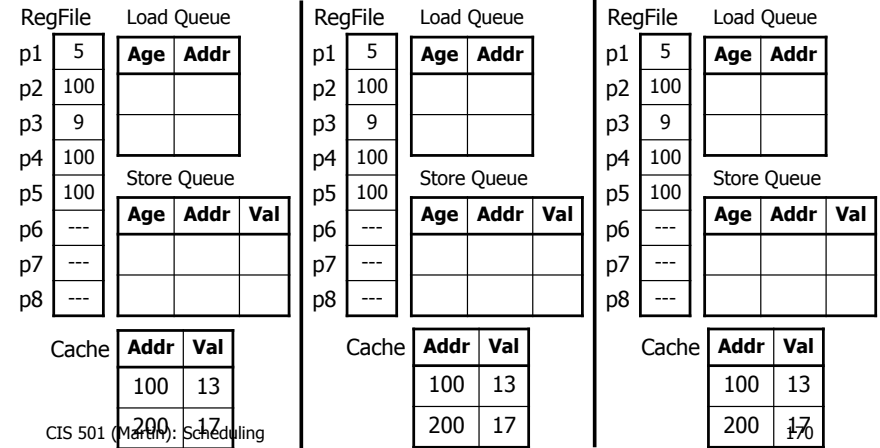 RegFile Load Queue
p1 5 Age Addr
p2 100
p3 9
p4 100
p5 100 Store Queue
p6 --- Age Addr Val
p7 ---
p8 ---
Cache Addr Val
100 13
200 17
RegFile Load Queue
p1 5 Age Addr
p2 100
p3 9
p4 100
p5 100 Store Queue
p6 --- Age Addr Val
p7 ---
p8 ---
Cache Addr Val
100 13
200 17
RegFile Load Queue
p1 5 Age Addr
p2 100
p3 9
p4 100
p5 100 Store Queue
p6 --- Age Addr Val
p7 ---
p8 ---
Cache Addr Val
100 13
200 17
CIS 501 (Martin): Scheduling
170